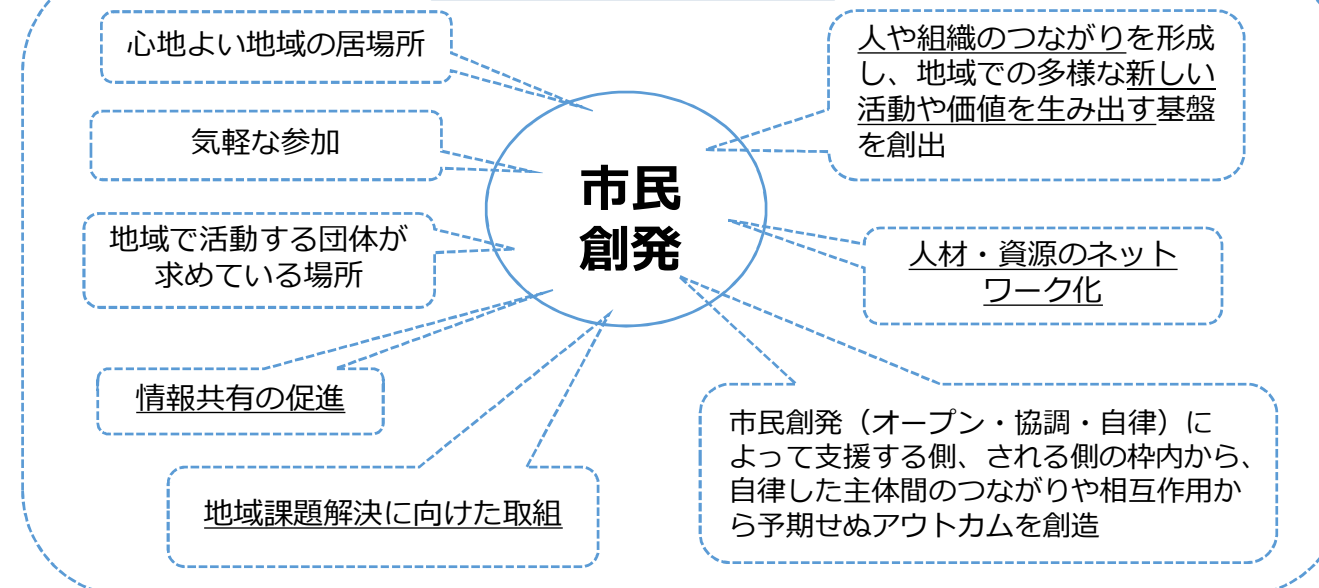 心地よい地域の居場所
人や組織のつながりを形成
し、地域での多様な新しい
活動や価値を生み出す基盤
を創出
気軽な参加
市民
創発
地域で活動する団体が
求めている場所
人材・資源のネット
ワーク化
情報共有の促進
市民創発（オープン・協調・自律）に
よって支援する側、される側の枠内から、
自律した主体間のつながりや相互作用か
ら予期せぬアウトカムを創造
地域課題解決に向けた取組